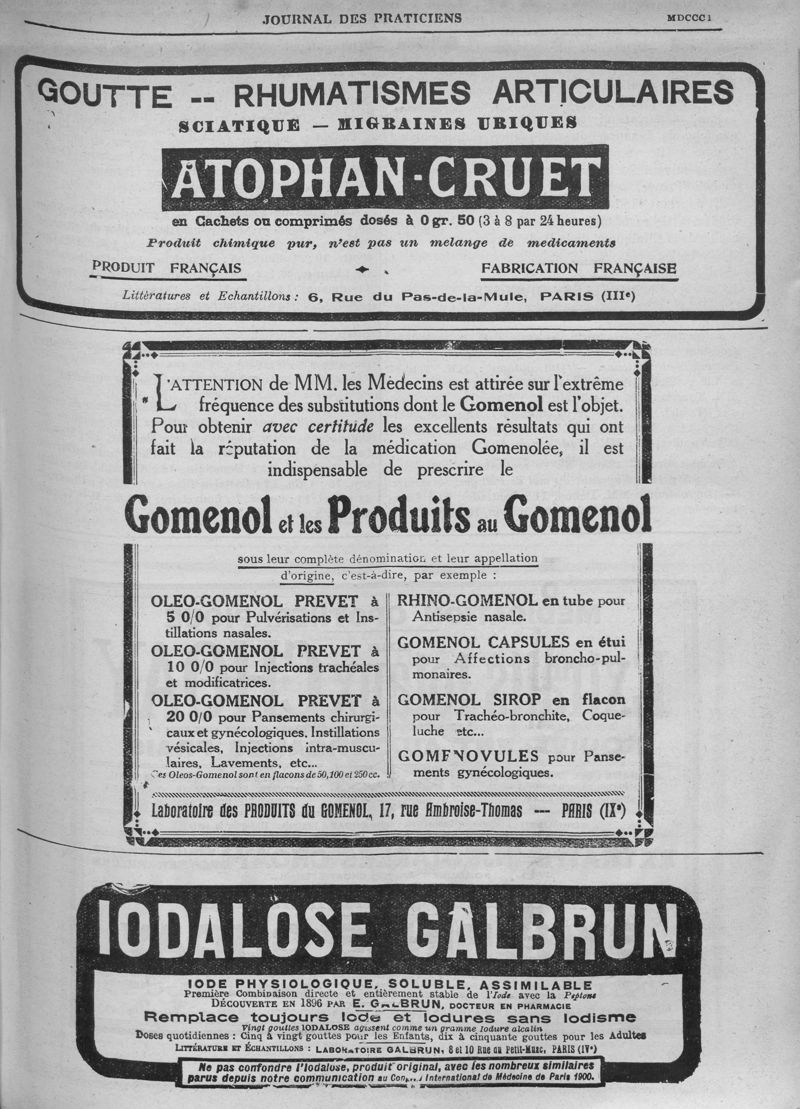 JOURNAL DES PRATICIENS
MDCCCI
GOUTTE -- RHUMATISMES ARTICULAIRES
SCIATIQUE — MIGRAINES URIQUES
ATOPHAN-CRUET
en Cachets ou comprimés dosés à 0 gr. 50 (3 à 8 par 24 heures)
Produit chimique pur, n'est pas un melange de medicaments
PRODUIT FRANÇAIS
FABRICATION FRANÇAISE
Littératures et Echantillons : 6, Rue du Pas-de-la-Mule, PARIS (IIIe)
L'ATTENTION de MM. les Médecins est attirée sur l'extrême
fréquence des substitutions dont le Gomenol est l'objet.
Pour obtenir avec certitude les excellents résultats qui ont
fait la réputation de la médication Gomenolée, il est
indispensable de prescrire le
Gomenol et les Produits au Gomenol
sous leur complète dénomination et leur appellation
d'origine, c'est-à-dire, par exemple :
OLEO-GOMENOL PREVET à
5 0/0 pour Pulvérisations et Ins-
tillations nasales.
OLEO-GOMENOL PREVET à
10 0/0 pour Injections trachéales
et modificatrices.
OLEO-GOMENOL PREVET à
20 0/0 pour Pansements chirurgi-
caux et gynécologiques, Instillations
vésicales, Injections intra-muscu-
laires, Lavements, etc...
Ces Oleos-Gomenol sont en flacons de 50, 100 et 250 cc.
RHINO-GOMENOL en tube pour
Antisepsie nasale.
GOMENOL CAPSULES en étui
pour Affections broncho-pul-
monaires.
GOMENOL SIROP en flacon
pour Trachéo-bronchite, Coque-
luche etc...
GOMENOVULES pour Panse-
ments gynécologiques.
Laboratoire des PRODUITS du GOMENOL, 17, rue Ambroise-Thomas — PARIS (IXe)
IODALOSE GALBRUN
IODE PHYSIOLOGIQUE, SOLUBLE, ASSIMILABLE
Première Combinaison directe et entièrement stable de l'Iode avec la Peptone
DÉCOUVERTE EN 1896 PAR E. GALBRUN, DOCTEUR EN PHARMACIE
Remplace toujours Iode et Iodures sans Iodisme
Vingt gouttes IODALOSE agissent comme un gramme Iodure alcalin
Doses quotidiennes : Cinq à vingt gouttes pour les Enfants, dix à cinquante gouttes pour les Adultes
LITTÉRATURE ET ÉCHANTILLONS : LABORATOIRE GALBRUN, 8 et 10 Rue du Petit-Musc, PARIS (IVe)
Ne pas confondre l'Iodalose, produit original, avec les nombreux similaires
parus depuis notre communication au Congrès International de Médecine de Paris 1900.